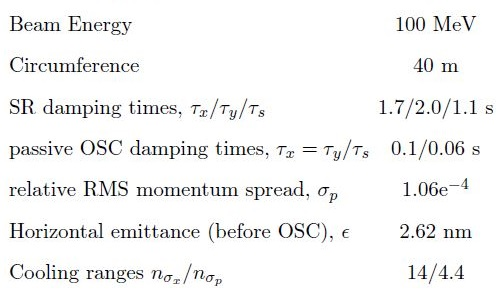 Beam Energy 100 MeV
Circumference 40 m
SR damping times, τx/τy/τs 1.7/2.0/1.1 s
passive OSC damping times, τx = τy/τs 0.1/0.06 s
relative RMS momentum spread, σp 1.06e−4
Horizontal emittance (before OSC), ϵ 2.62 nm
Cooling ranges nσx/nσp 14/4.4